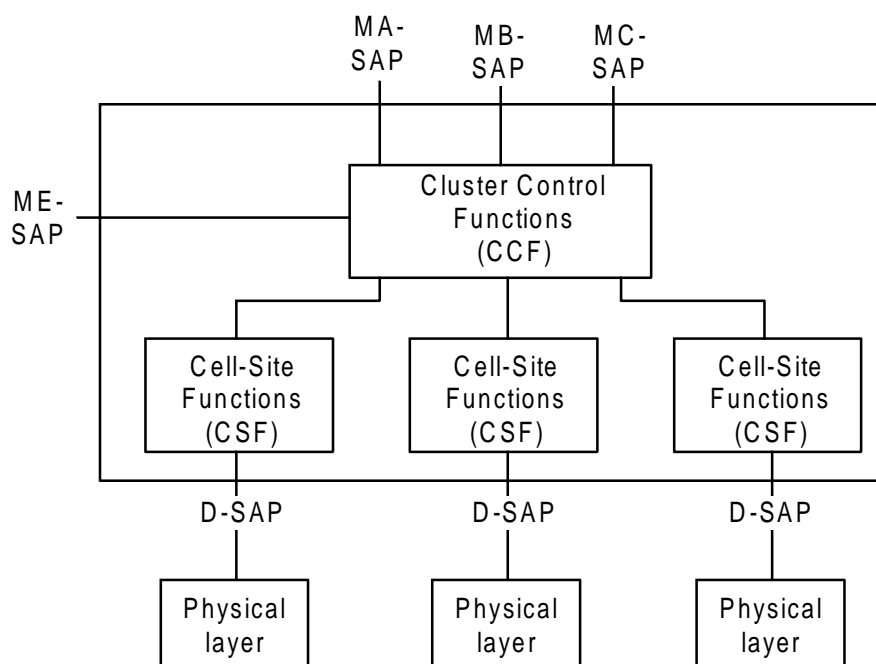 MA-
SAP
MB-
SAP
MC-
SAP
ME-
SAP
Cluster Control
Functions
(CCF)
Cell-Site
Functions
(CSF)
Cell-Site
Functions
(CSF)
Cell-Site
Functions
(CSF)
D-SAP
D-SAP
D-SAP
Physical
layer
Physical
layer
Physical
layer